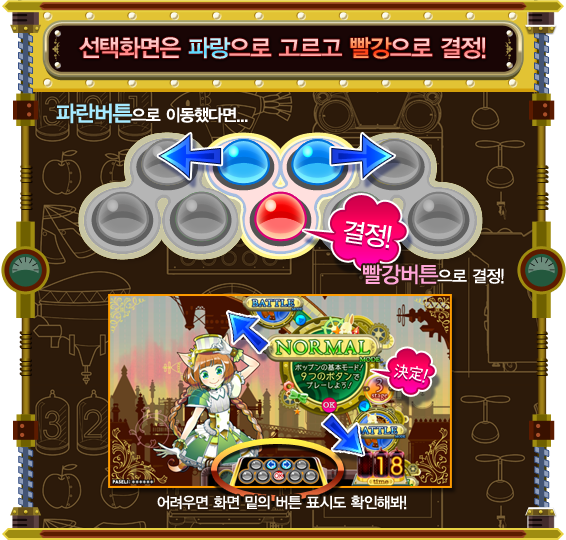 선택화면은 파랑으로 고르고 빨강으로 결정!
파란버튼으로 이동했다면...
결정!
빨강버튼으로 결정!
BATTLE
NORMAL
MODE
ポップンの基本モード!
9つのボタンで
プレーしよう♪
OK
決定!
3
stage
BATTLE
18
time
PASELI:******!
어려우면 화면 밑의 버튼 표시도 확인해봐!